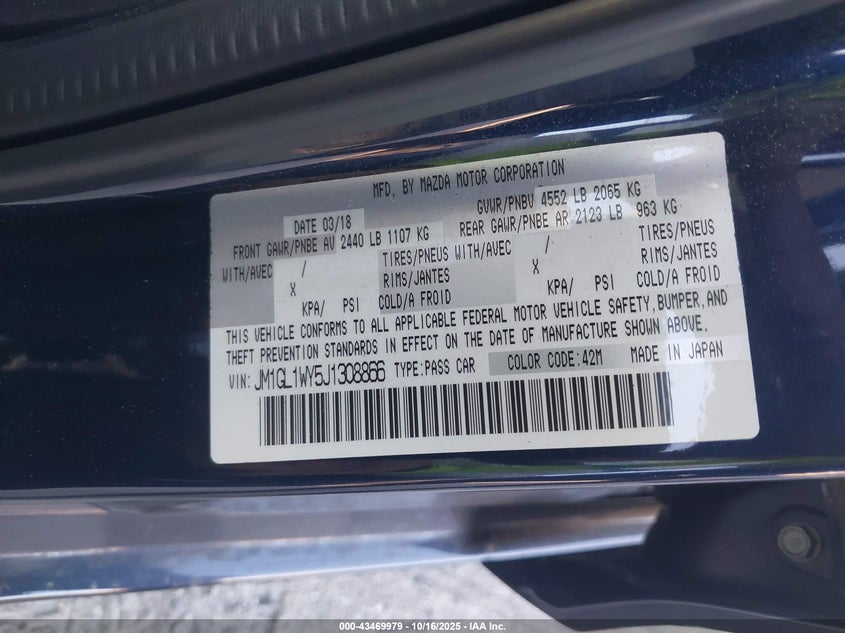 MFD. BY MAZDA MOTOR CORPORATION
DATE 03/18 GVWR/PNBV 4552 LB 2065 KG
FRONT GAWR/PNBE AV 2440 LB 1107 KG REAR GAWR/PNBE AR 2123 LB 963 KG
WITH/AVEC / TIRES/PNEUS WITH/AVEC / TIRES/PNEUS
X RIMS/JANTES X RIMS/JANTES
KPA/ PSI COLD/A FROID KPA/ PSI COLD/A FROID
THIS VEHICLE CONFORMS TO ALL APPLICABLE FEDERAL MOTOR VEHICLE SAFETY, BUMPER, AND
THEFT PREVENTION STANDARDS IN EFFECT ON THE DATE OF MANUFACTURE SHOWN ABOVE.
VIN: JM1GL1WY5J1308866 TYPE:PASS CAR COLOR CODE:42M MADE IN JAPAN
000-43469979 - 10/16/2025 - IAA Inc.